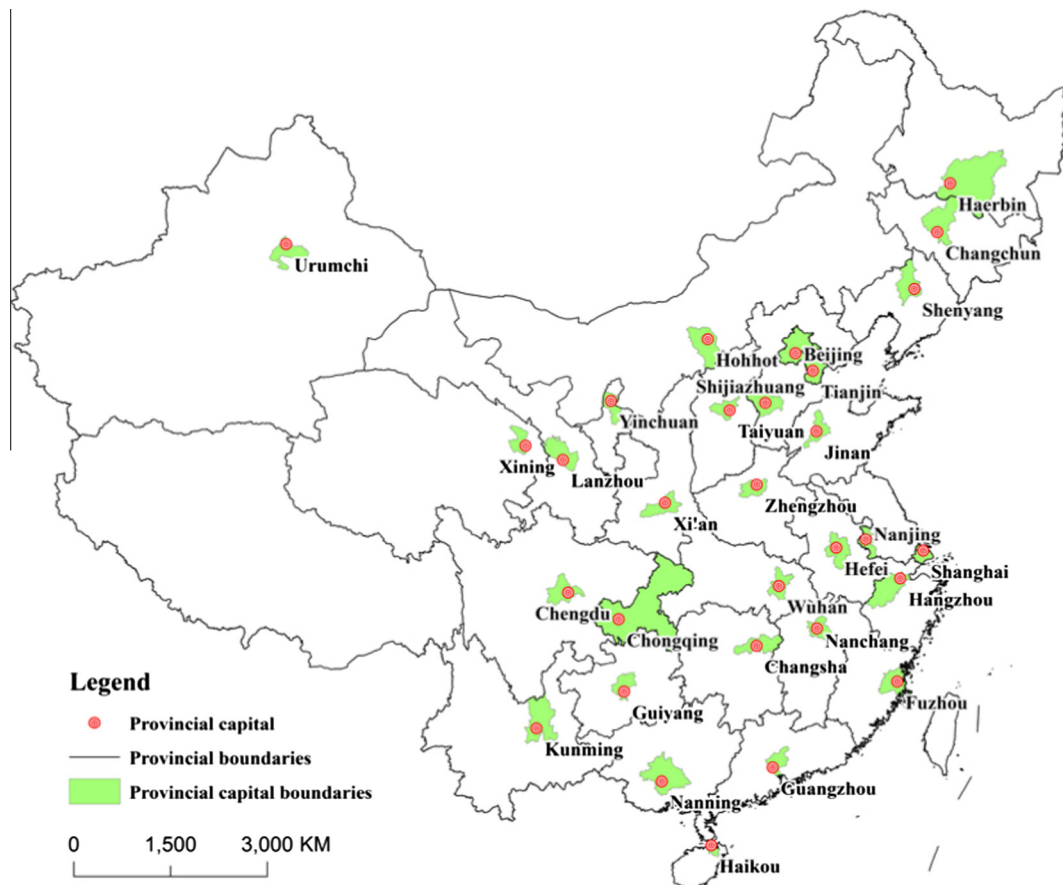 Haerbin
Changchun
Urumchi
Shenyang
Hohhot
Beijing
Shijiazhuang
Tianjin
Yinchuan
Taiyuan
Jinan
Xining
Lanzhou
Zhengzhou
Xi'an
Nanjing
Hefei
Shanghai
Hangzhou
Wuhan
Chengdu
Chongqing
Nanchang
Changsha
Legend
Fuzhou
Provincial capital
Guiyang
Kunming
Provincial boundaries
Provincial capital boundaries
Guangzhou
Nanning
0 1,500 3,000 KM
Haikou